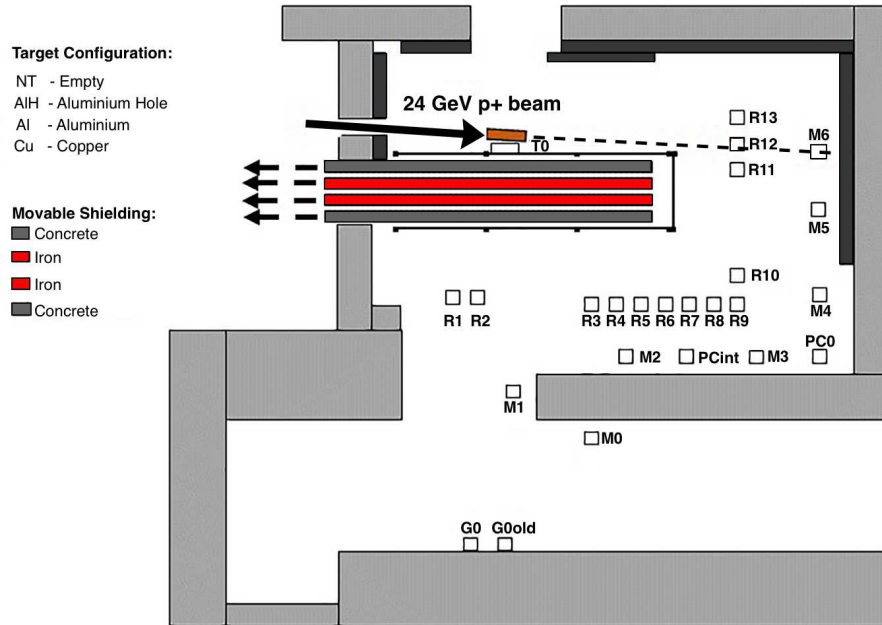 Target Configuration:
NT - Empty
AlH - Aluminium Hole
Al - Aluminium
Cu - Copper
Movable Shielding:
Concrete
Iron
Iron
Concrete
24 GeV p+ beam
T0
R13
R12
M6
R11
M5
R10
M4
R1 R2
R3 R4 R5 R6 R7 R8 R9
PC0
M2 PCint M3
M1
M0
G0 G0old